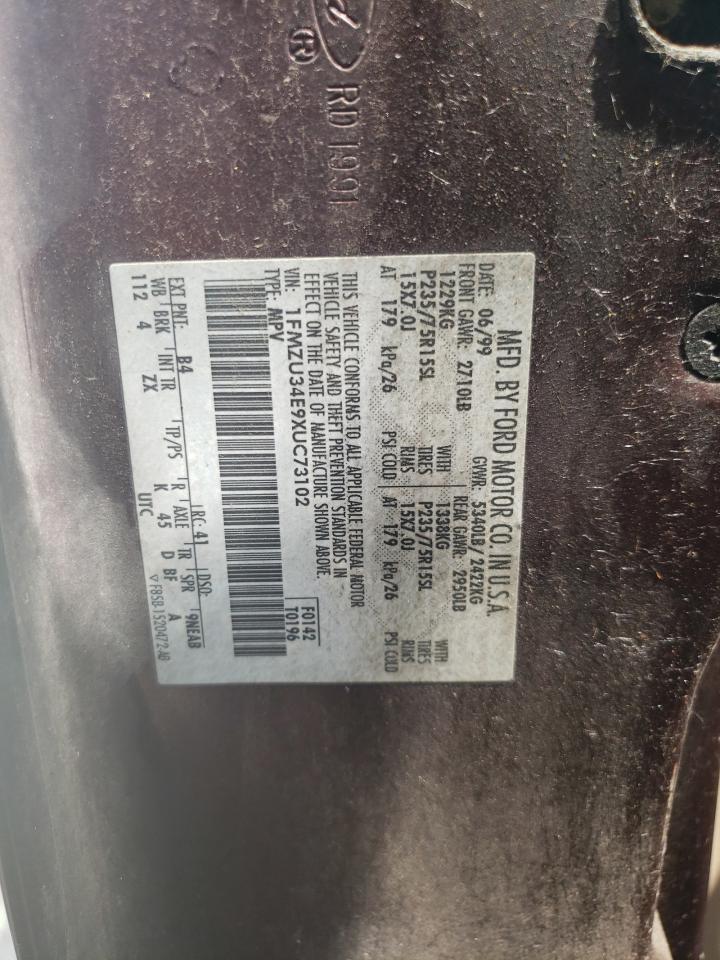 ® RD 1991
MFD. BY FORD MOTOR CO. IN U.S.A.
DATE: 06/99 GVWR: 5340LB/ 2422KG
FRONT GAWR: 2710LB REAR GAWR: 2950LB
1229KG WITH 1338KG WITH
P235/75R15SL TIRES P235/75R15SL TIRES
15X7.0J RIMS 15X7.0J RIMS
AT 179 kPa/26 PSI COLD AT 179 kPa/26 PSI COLD
THIS VEHICLE CONFORMS TO ALL APPLICABLE FEDERAL MOTOR
VEHICLE SAFETY AND THEFT PREVENTION STANDARDS IN
EFFECT ON THE DATE OF MANUFACTURE SHOWN ABOVE.
VIN: 1FMZU34E9XUC73102 F0142
TYPE: MPV T0196
EXT PNT: B4 RC: 41 DSO: 9NEAB
WB BRK INT TR TP/PS R AXLE TR SPR
112 4 ZX K 45 D BF A
UTC ▽F85B-1520472-AB